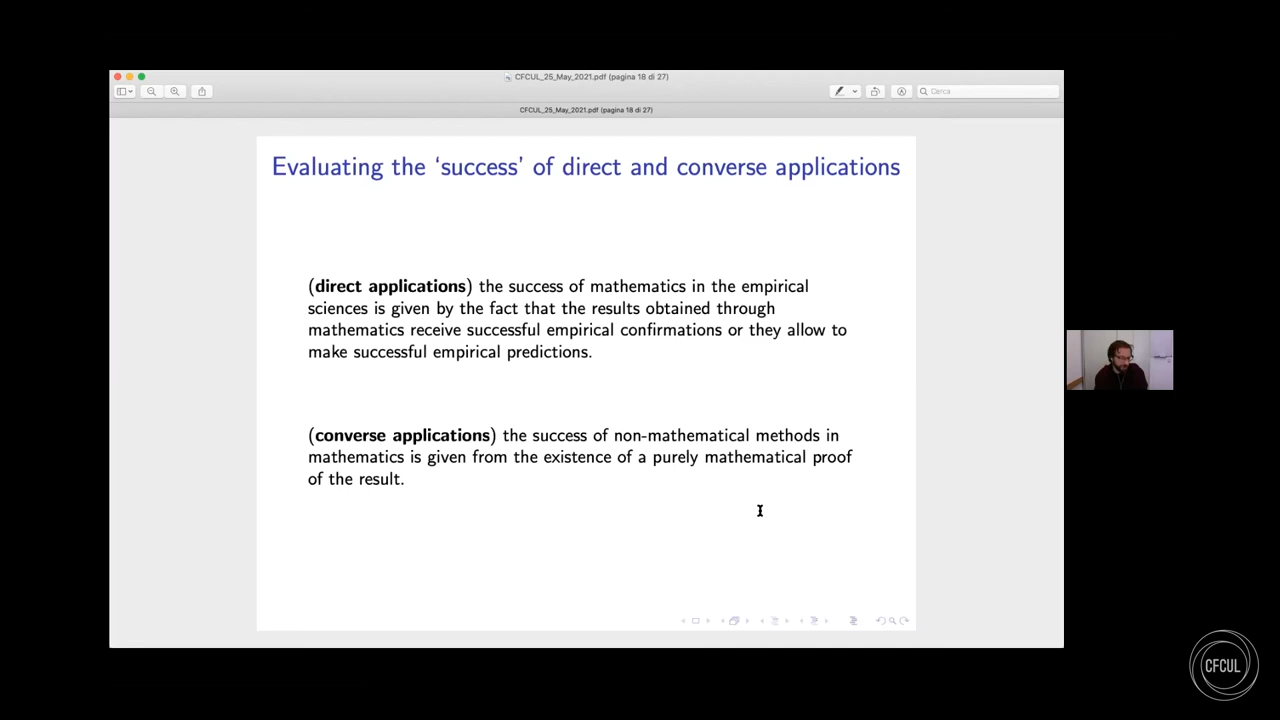 CFCUL_25_May_2021.pdf (pagina 18 di 27)
Cerca
CFCUL_25_May_2021.pdf (pagina 18 di 27)
Evaluating the ‘success’ of direct and converse applications
(direct applications) the success of mathematics in the empirical
sciences is given by the fact that the results obtained through
mathematics receive successful empirical confirmations or they allow to
make successful empirical predictions.
(converse applications) the success of non-mathematical methods in
mathematics is given from the existence of a purely mathematical proof
of the result.
CFCUL